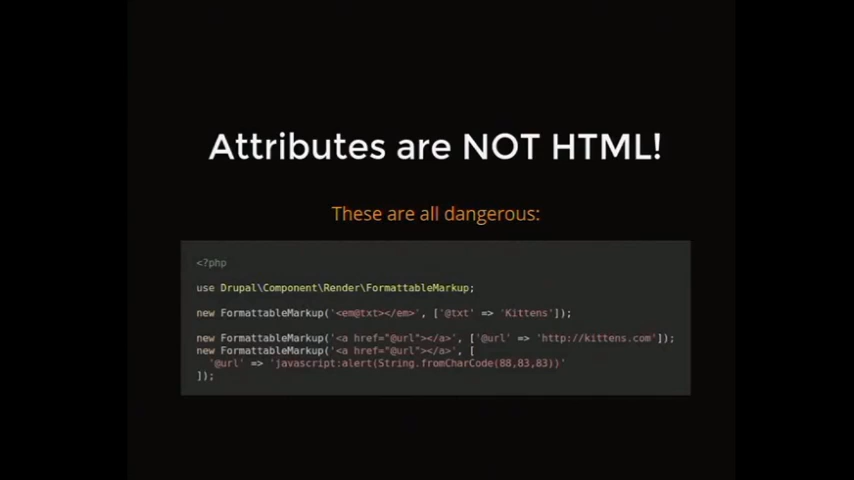 Attributes are NOT HTML!
These are all dangerous:
<?php
use Drupal\Component\Render\FormattableMarkup;
new FormattableMarkup('<em@txt></em>', ['@txt' => 'Kittens']);
new FormattableMarkup('<a href="@url"></a>', ['@url' => 'http://kittens.com']);
new FormattableMarkup('<a href="@url"></a>', [
'@url' => 'javascript:alert(String.fromCharCode(88,83,83))'
]);